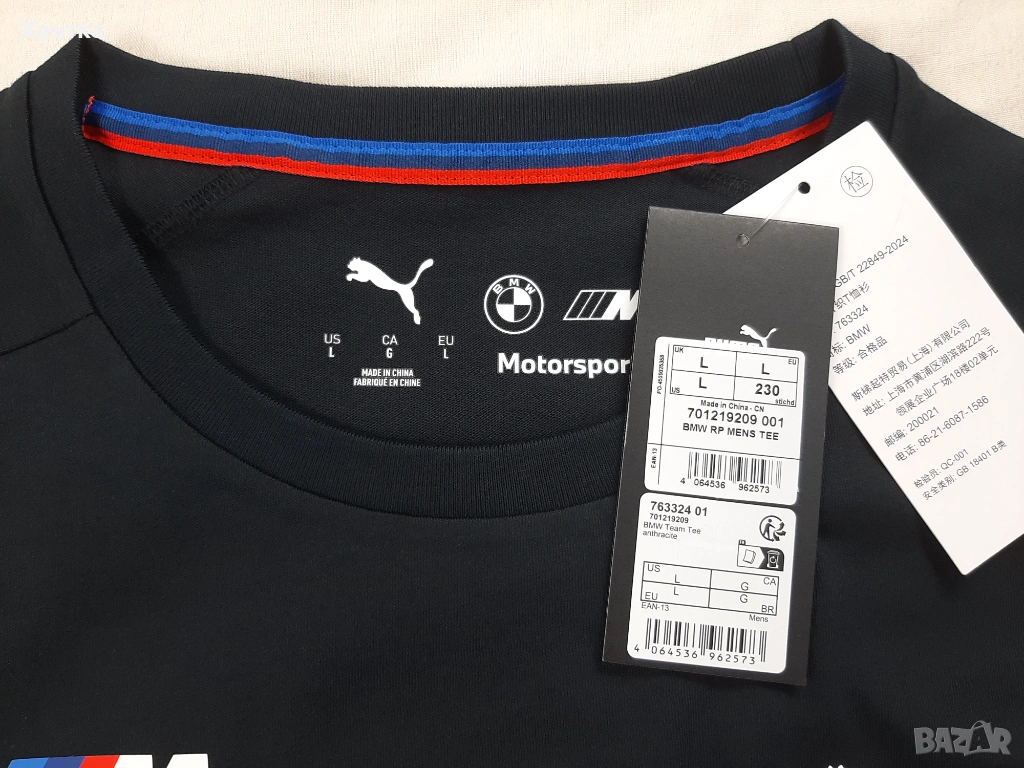 BMW
M
Motorspor
US
L
CA
G
EU
L
MADE IN CHINA
FABRIQUÉ EN CHINE
检
GB/T 22849-2024
织T恤衫
763324
标: BMW
等级: 合格品
斯梯起特贸易(上海)有限公司
地址: 上海市黄浦区湖滨路222号
领展企业广场18楼02单元
邮编: 200021
电话: 86-21-6087-1586
检验员: QC-001
安全类别: GB 18401 B类
UK
L
L
EU
US
L
230
stichd
Made in China - CN
701219209 001
BMW RP MENS TEE
EAN-13
4 064536 962573
763324 01
701219209
BMW Team Tee
anthracite
US
L
G
CA
EU
L
G
BR
EAN-13
Mens
4 064536 962573
BAZAR